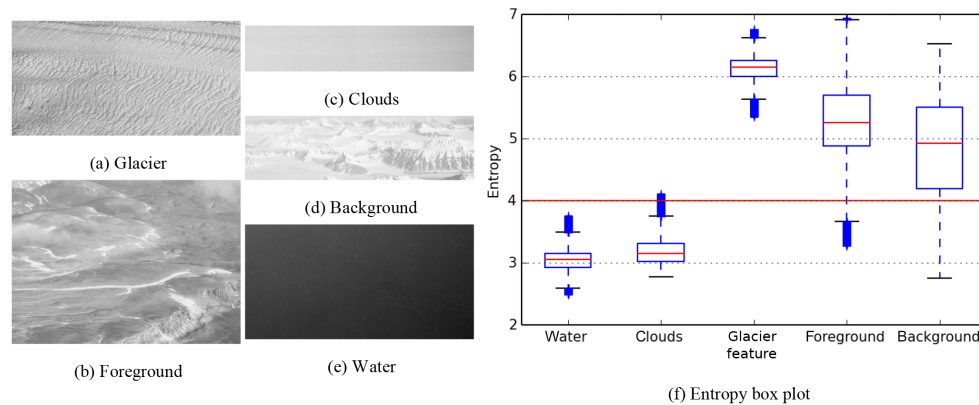 (a) Glacier
(b) Foreground
(c) Clouds
(d) Background
(e) Water
7
6
5
4
3
2
Entropy
Water
Clouds
Glacier
feature
Foreground
Background
(f) Entropy box plot